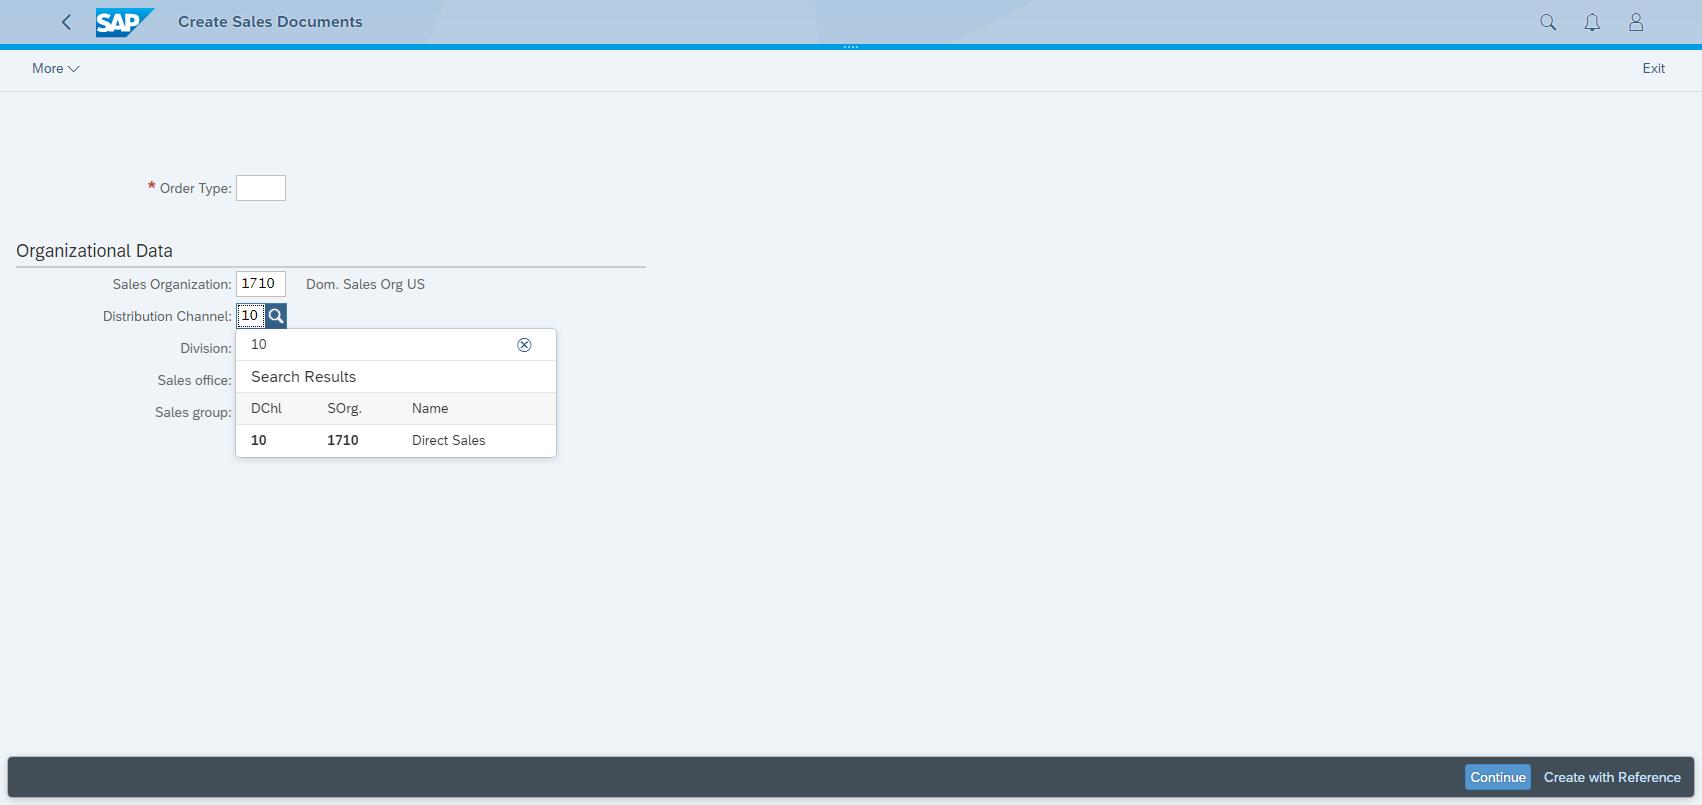 SAP Create Sales Documents
More Exit
* Order Type:
Organizational Data
Sales Organization: 1710 Dom. Sales Org US
Distribution Channel: 10
Division:
Sales office:
Sales group:
10
Search Results
DChl SOrg. Name
10 1710 Direct Sales
Continue Create with Reference